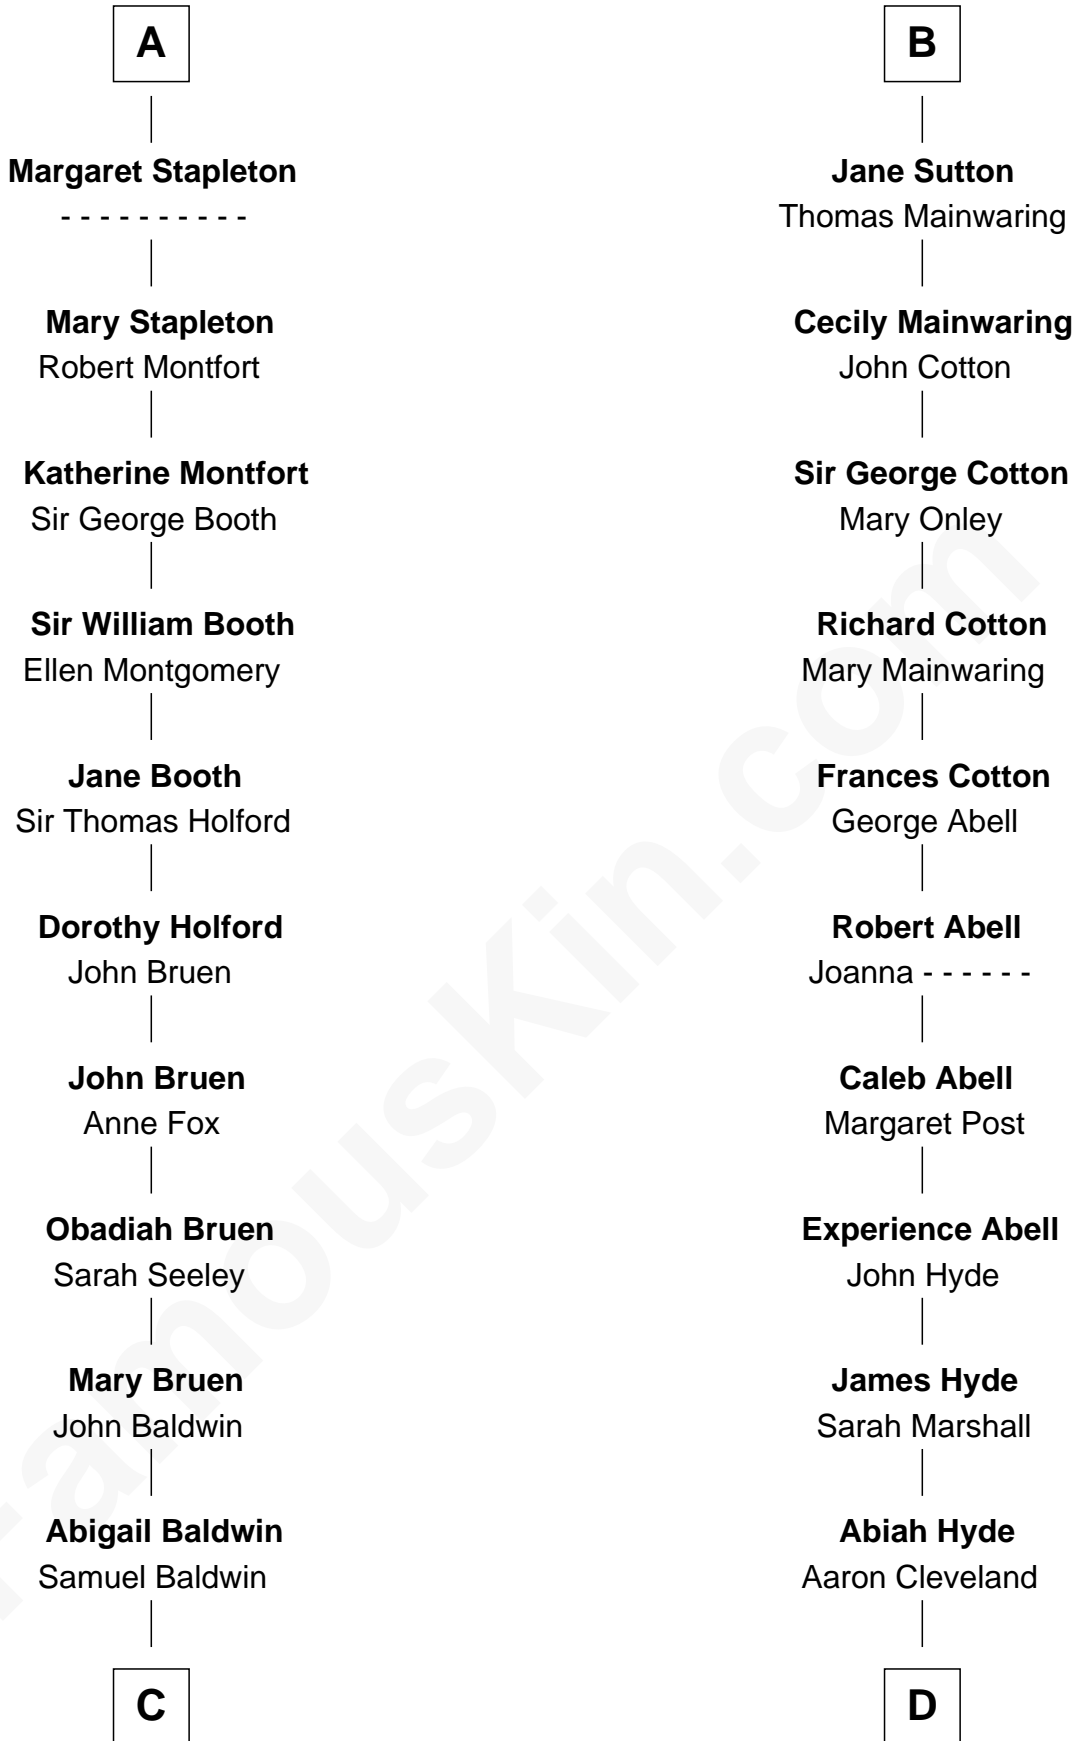 A
Margaret Stapleton
- - - - - - - - - -
Mary Stapleton
Robert Montfort
Katherine Montfort
Sir George Booth
Sir William Booth
Ellen Montgomery
Jane Booth
Sir Thomas Holford
Dorothy Holford
John Bruen
John Bruen
Anne Fox
Obadiah Bruen
Sarah Seeley
Mary Bruen
John Baldwin
Abigail Baldwin
Samuel Baldwin
C
B
Jane Sutton
Thomas Mainwaring
Cecily Mainwaring
John Cotton
Sir George Cotton
Mary Onley
Richard Cotton
Mary Mainwaring
Frances Cotton
George Abell
Robert Abell
Joanna - - - - - -
Caleb Abell
Margaret Post
Experience Abell
John Hyde
James Hyde
Sarah Marshall
Abiah Hyde
Aaron Cleveland
D
FamousKin.com